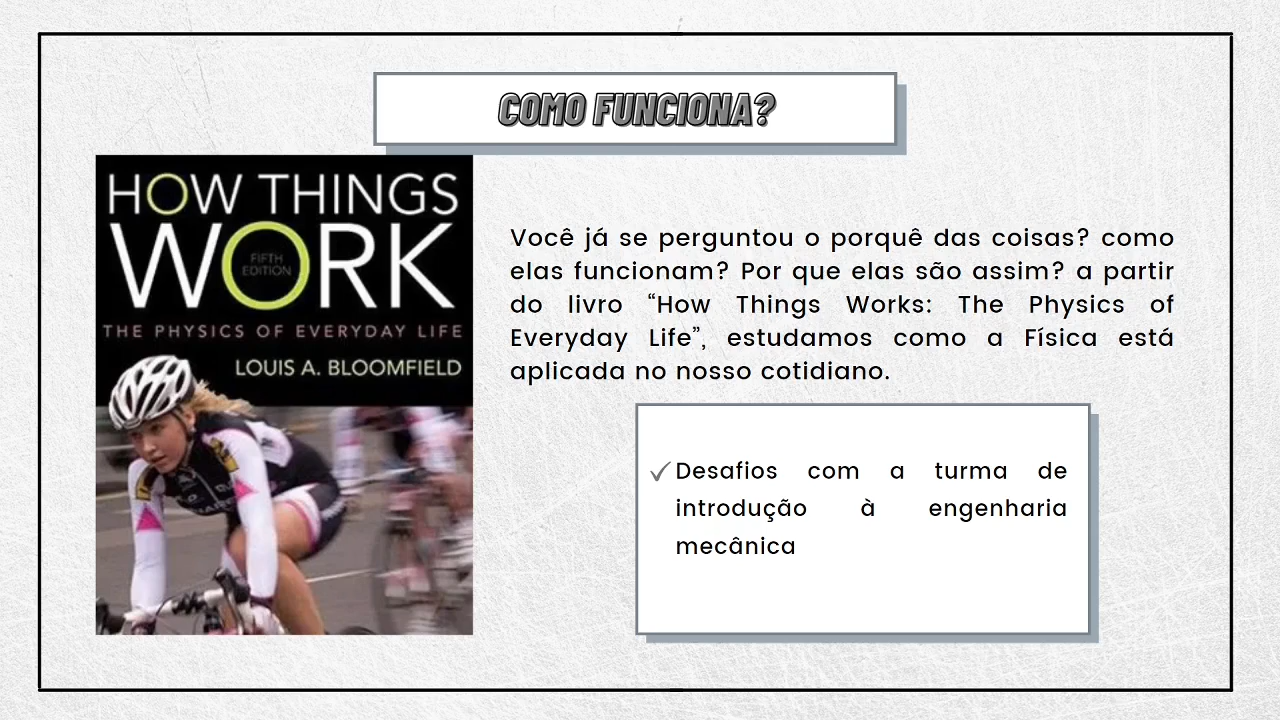 COMO FUNCIONA?
HOW THINGS
WORK
FIFTH
EDITION
THE PHYSICS OF EVERYDAY LIFE
LOUIS A. BLOOMFIELD
Você já se perguntou o porquê das coisas? como
elas funcionam? Por que elas são assim? a partir
do livro “How Things Works: The Physics of
Everyday Life”, estudamos como a Física está
aplicada no nosso cotidiano.
Desafios com a turma de
introdução à engenharia
mecânica